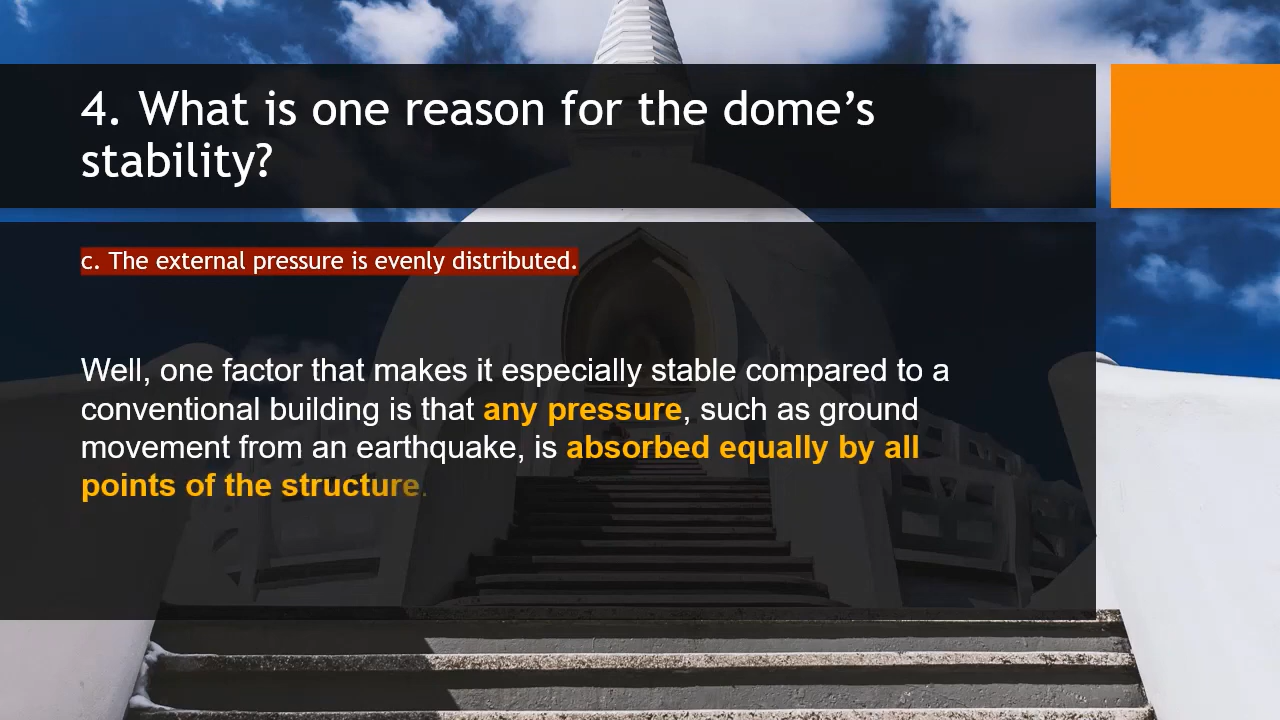 4. What is one reason for the dome’s
stability?
c. The external pressure is evenly distributed.
Well, one factor that makes it especially stable compared to a
conventional building is that any pressure, such as ground
movement from an earthquake, is absorbed equally by all
points of the structure.